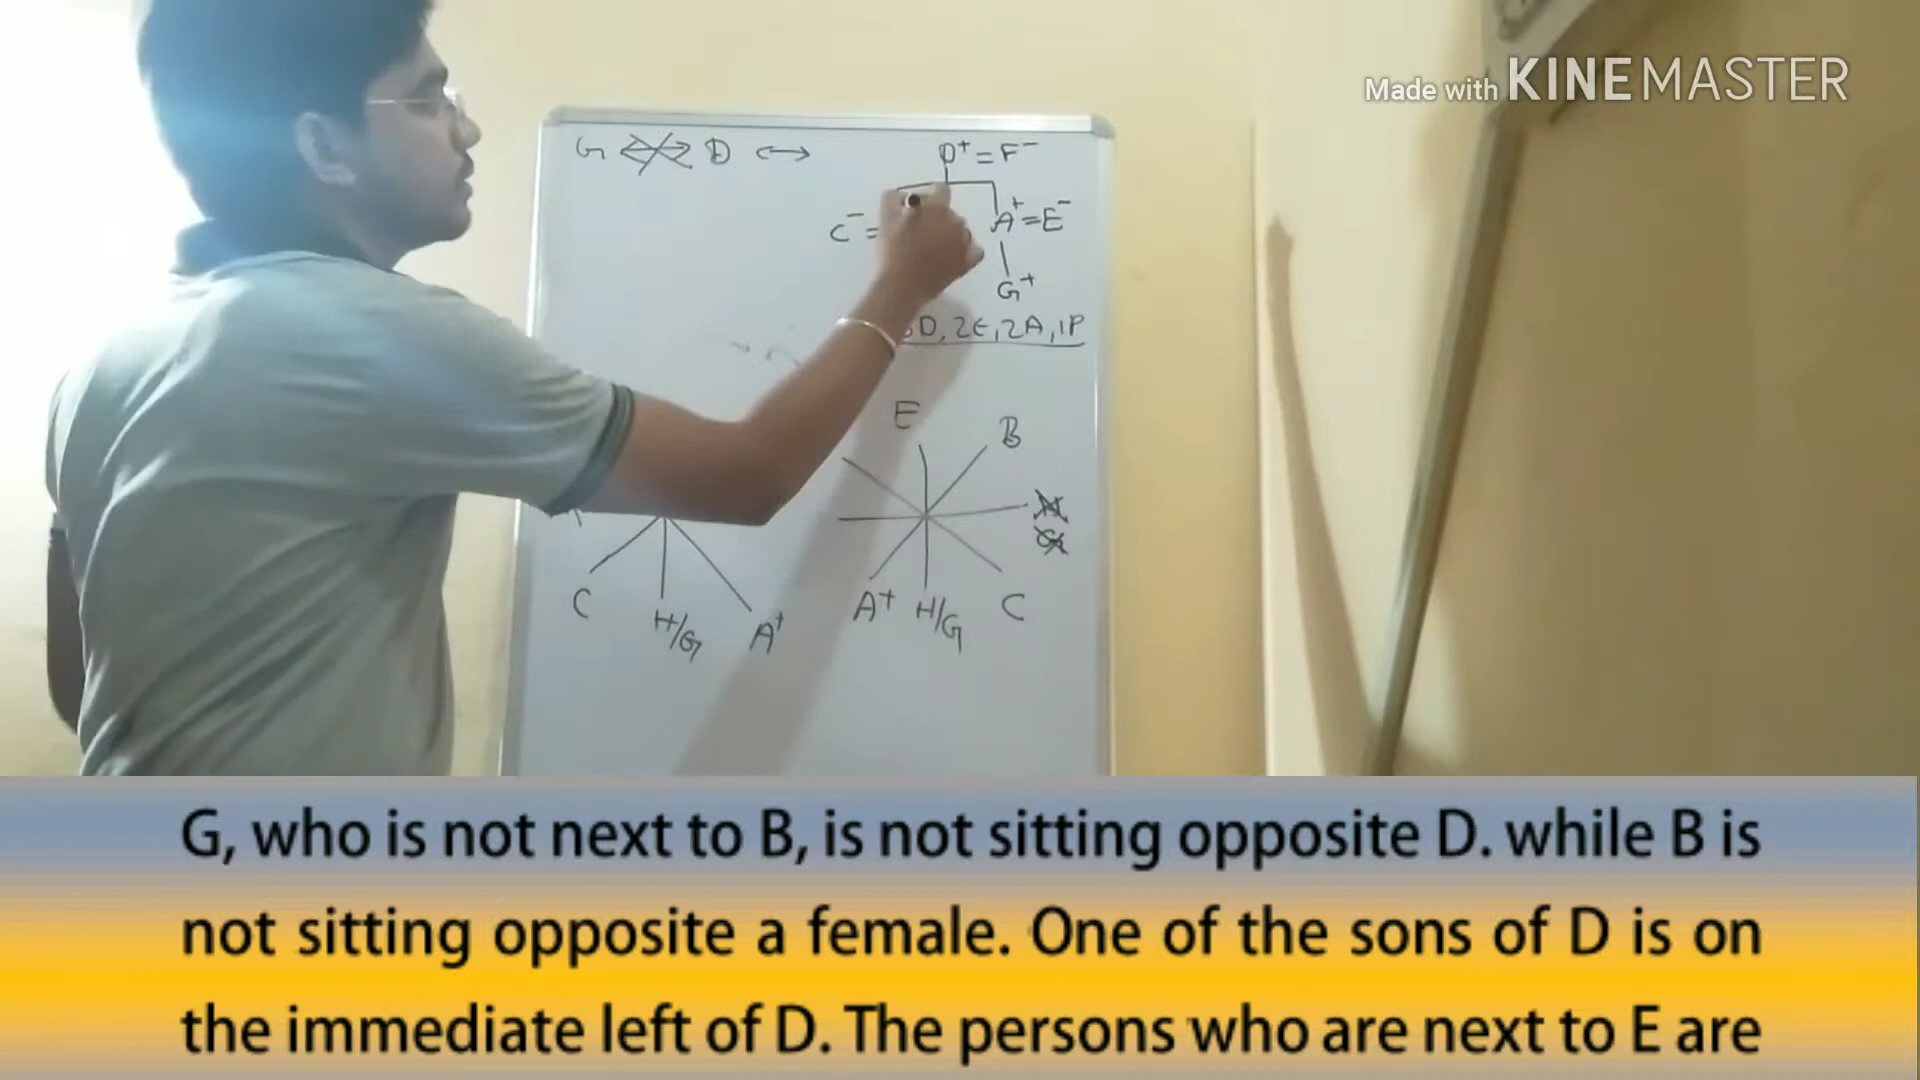 Made with KINEMASTER
G D
D+ = F-
C- = A+ = E-
G+
D, 2E, 2A, 1P
E
B
C
H/G
A+
A+ H/G C
G, who is not next to B, is not sitting opposite D. while B is
not sitting opposite a female. One of the sons of D is on
the immediate left of D. The persons who are next to E are